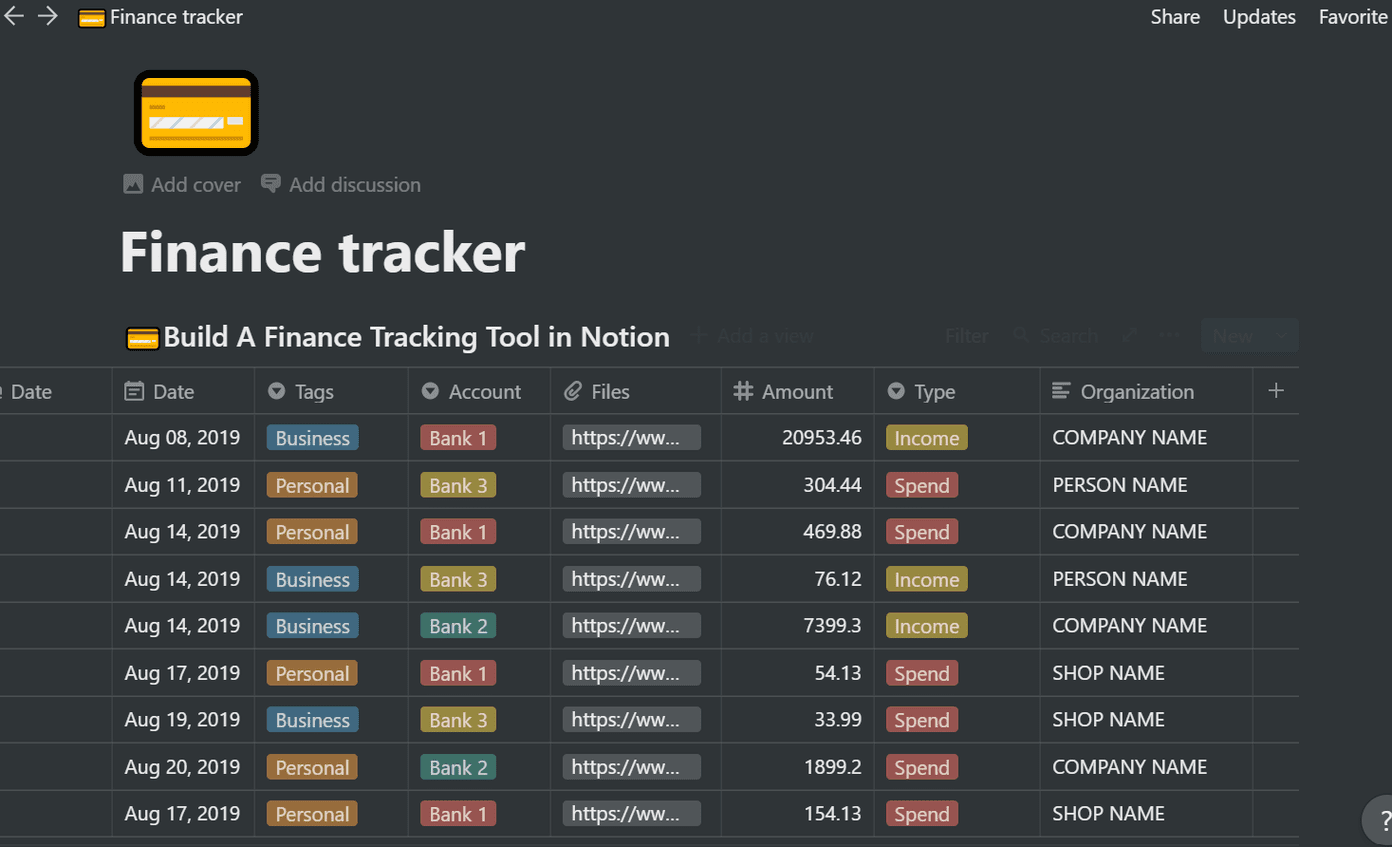 Finance tracker Share Updates Favorite
Add cover Add discussion
Finance tracker
Build A Finance Tracking Tool in Notion + Add a view Filter Search New
Date Date Tags Account Files Amount Type Organization +
Aug 08, 2019 Business Bank 1 https://ww... 20953.46 Income COMPANY NAME
Aug 11, 2019 Personal Bank 3 https://ww... 304.44 Spend PERSON NAME
Aug 14, 2019 Personal Bank 1 https://ww... 469.88 Spend COMPANY NAME
Aug 14, 2019 Business Bank 3 https://ww... 76.12 Income PERSON NAME
Aug 14, 2019 Business Bank 2 https://ww... 7399.3 Income COMPANY NAME
Aug 17, 2019 Personal Bank 1 https://ww... 54.13 Spend SHOP NAME
Aug 19, 2019 Business Bank 3 https://ww... 33.99 Spend SHOP NAME
Aug 20, 2019 Personal Bank 2 https://ww... 1899.2 Spend COMPANY NAME
Aug 17, 2019 Personal Bank 1 https://ww... 154.13 Spend SHOP NAME
?